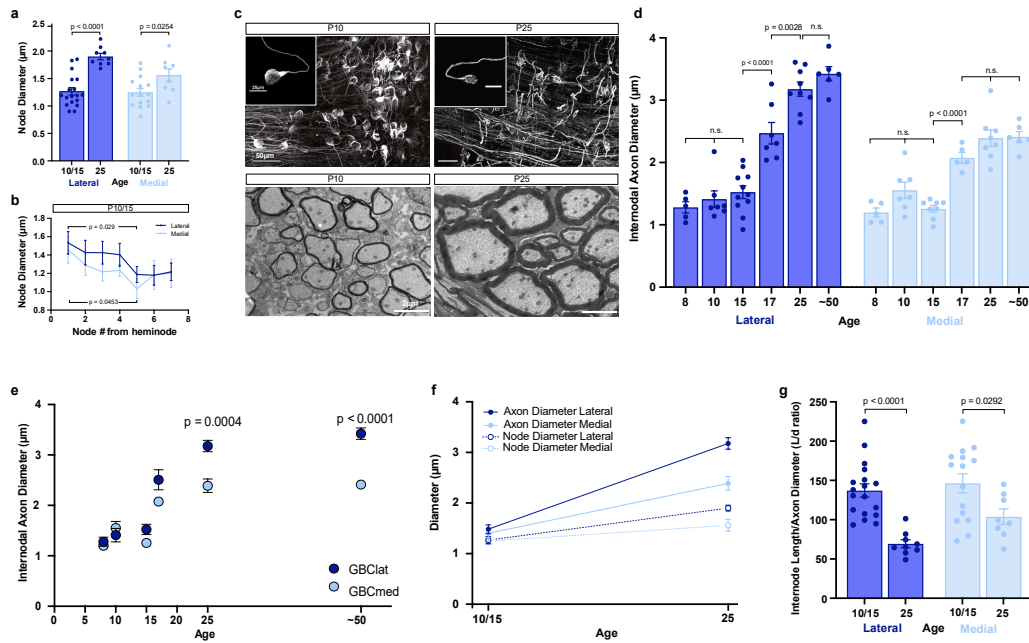 a
p < 0.0001
p = 0.0254
Node Diameter (μm)
2.5
2.0
1.5
1.0
0.5
0.0
10/15
25
10/15
25
Lateral
Age
Medial
b
P10/15
Node Diameter (μm)
1.8
1.6
1.4
1.2
1.0
0.8
p = 0.029
p = 0.0453
Lateral
Medial
0
2
4
6
8
Node # from heminode
c
P10
P25
25μm
50μm
P10
P25
2μm
d
Internodal Axon Diameter (μm)
4
3
2
1
0
n.s.
p < 0.0001
p = 0.0028
n.s.
n.s.
p < 0.0001
n.s.
8
10
15
17
25
~50
8
10
15
17
25
~50
Lateral
Age
Medial
e
Internodal Axon Diameter (μm)
4
3
2
1
0
p = 0.0004
p < 0.0001
GBClat
GBCmed
0
5
10
15
20
25
~50
Age
f
Diameter (μm)
4
3
2
1
0
Axon Diameter Lateral
Axon Diameter Medial
Node Diameter Lateral
Node Diameter Medial
10/15
25
Age
g
Internode Length/Axon Diameter (L/d ratio)
250
200
150
100
50
0
p < 0.0001
p = 0.0292
10/15
25
10/15
25
Lateral
Age
Medial